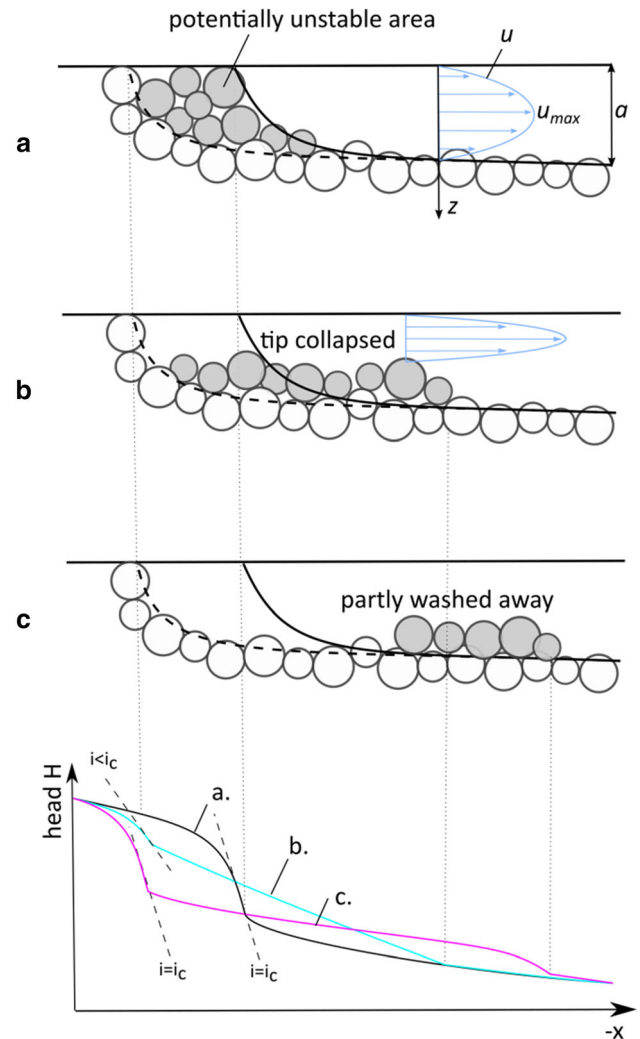 potentially unstable area
u
a
u_max
a
z
tip collapsed
b
partly washed away
c
head H
i<i_c
a.
b.
c.
i=i_c
i=i_c
-x